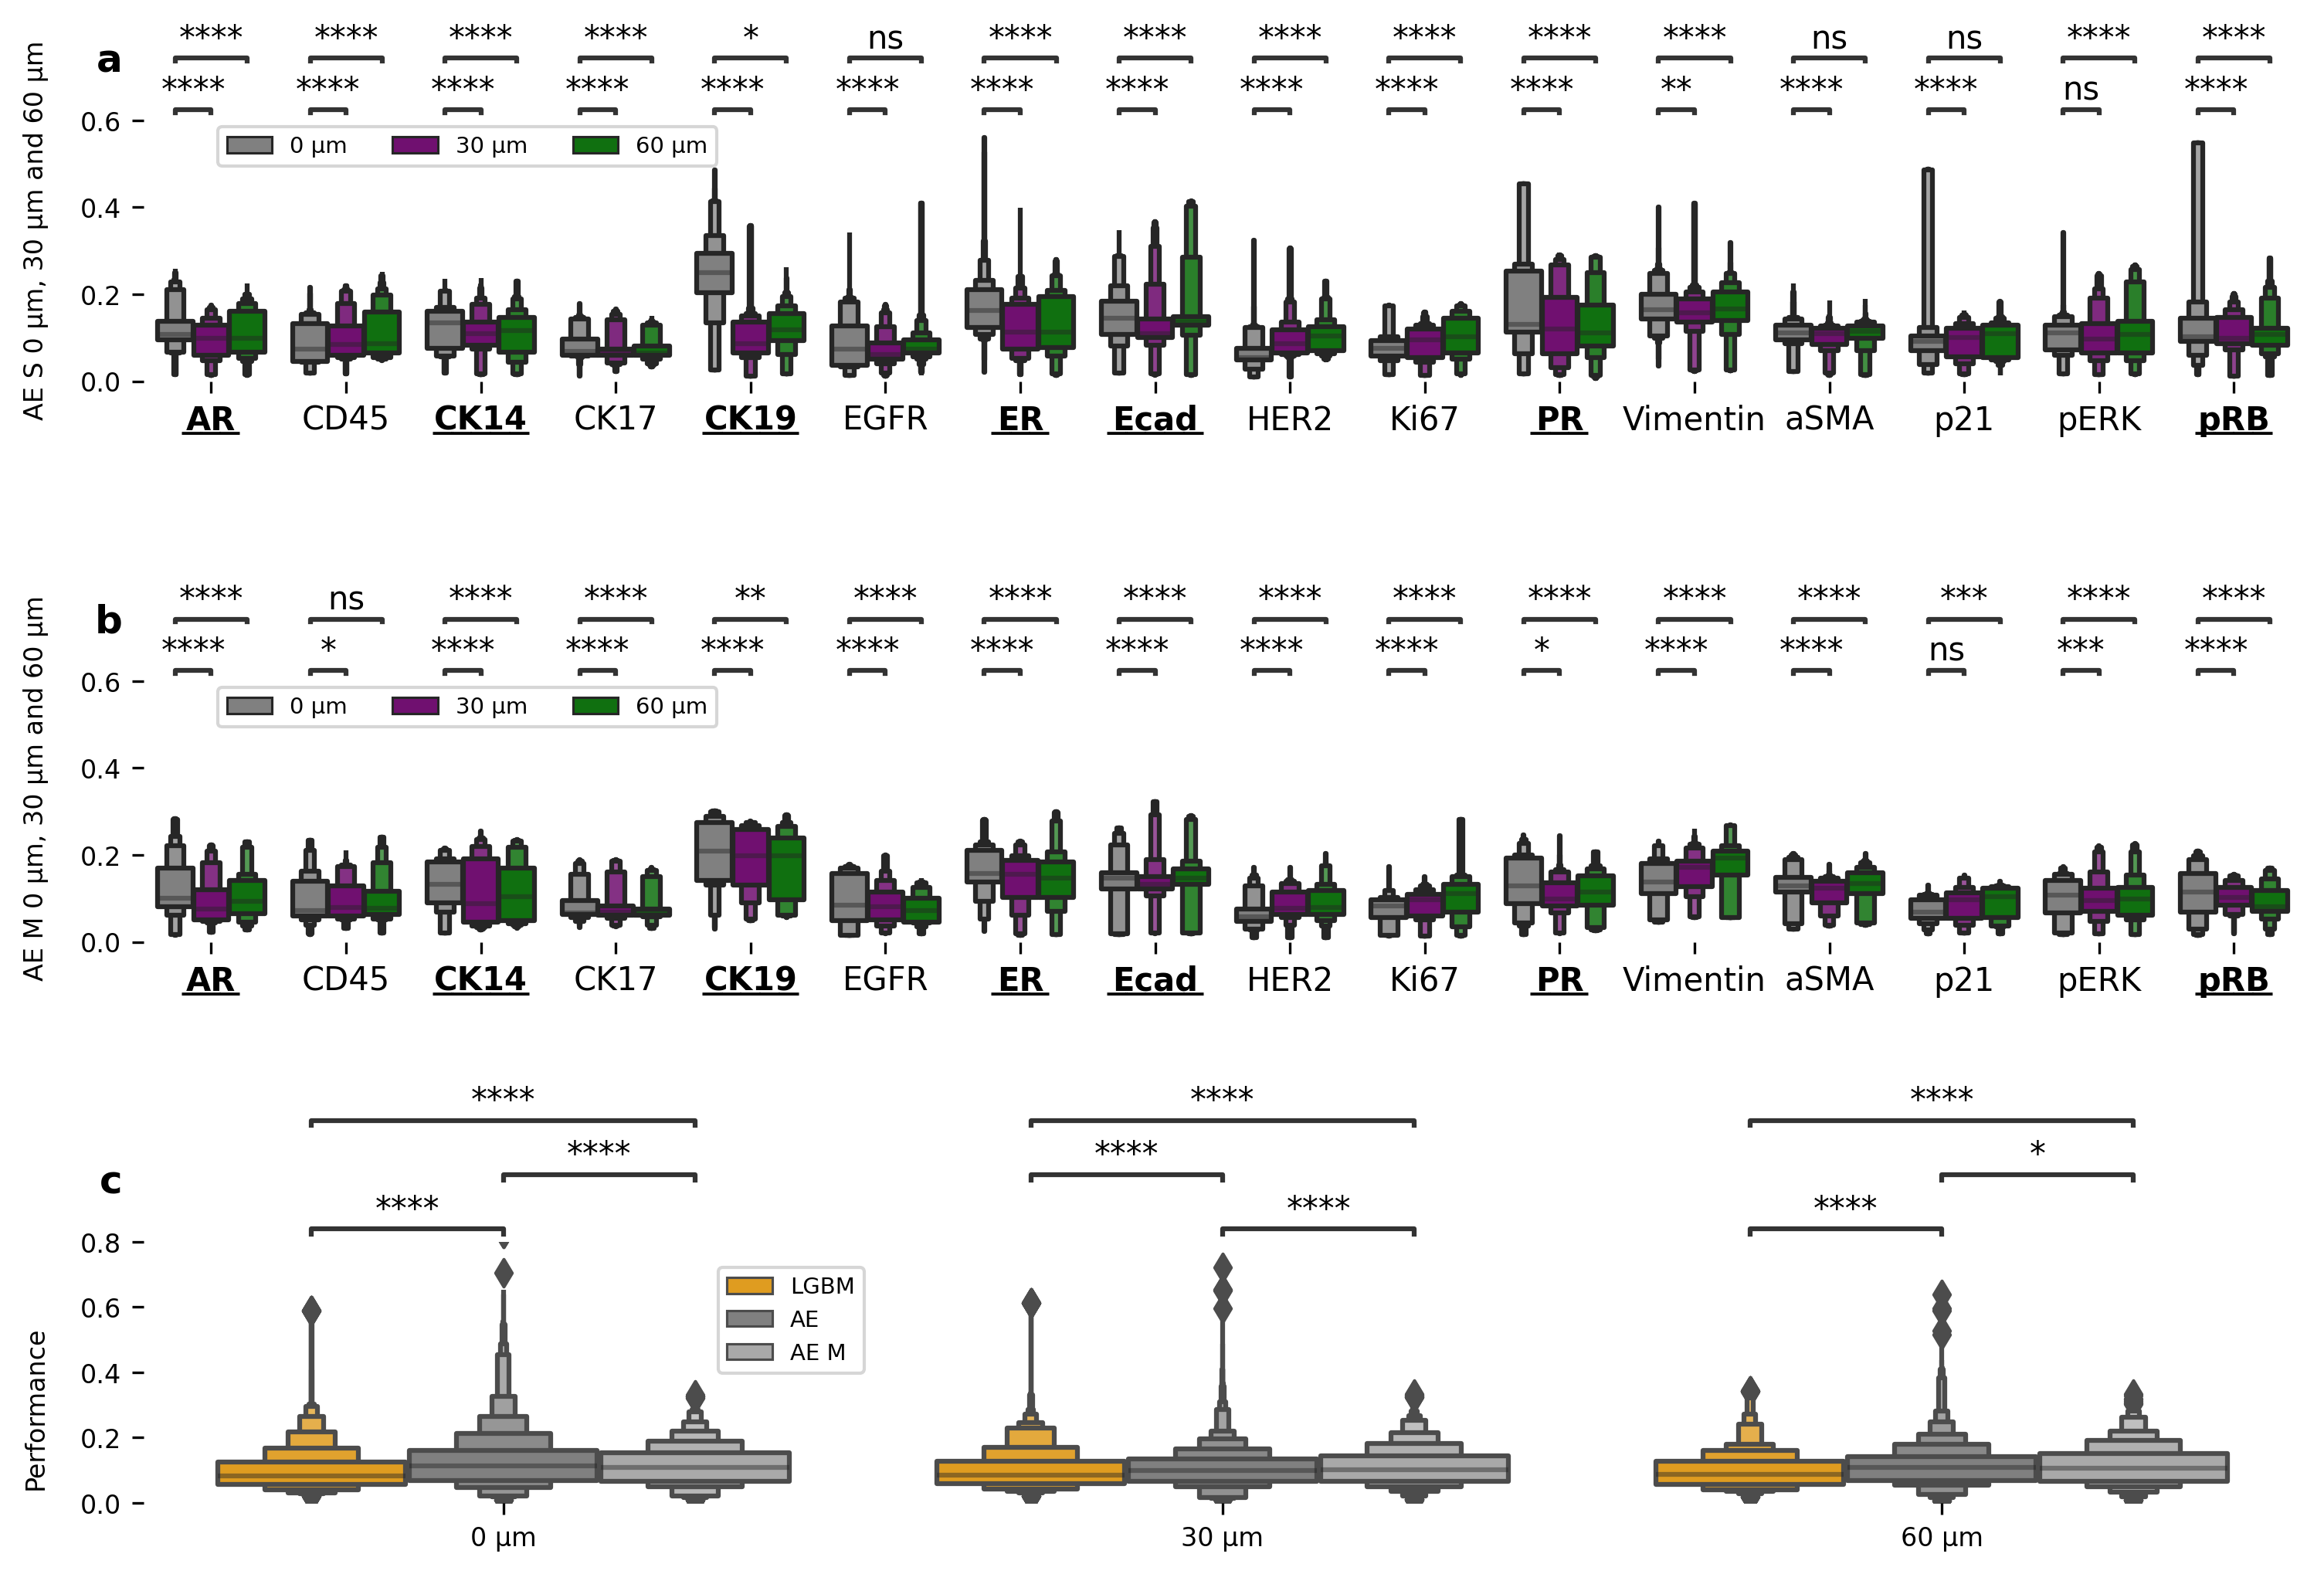 a
AE S 0 µm, 30 µm and 60 µm
**** **** **** **** * ns **** **** **** **** **** **** ns ns **** ****
**** **** **** **** **** **** **** **** **** **** **** ** **** **** ns ****
0 µm 30 µm 60 µm
0.6
0.4
0.2
0.0
AR CD45 CK14 CK17 CK19 EGFR ER Ecad HER2 Ki67 PR Vimentin aSMA p21 pERK pRB
b
AE M 0 µm, 30 µm and 60 µm
**** ns **** **** ** **** **** **** **** **** **** **** **** *** **** ****
**** * **** **** **** **** **** **** **** **** * **** **** ns *** ****
0 µm 30 µm 60 µm
0.6
0.4
0.2
0.0
AR CD45 CK14 CK17 CK19 EGFR ER Ecad HER2 Ki67 PR Vimentin aSMA p21 pERK pRB
c
Performance
**** **** ****
**** **** *
**** **** ****
LGBM
AE
AE M
0.8
0.6
0.4
0.2
0.0
0 µm 30 µm 60 µm